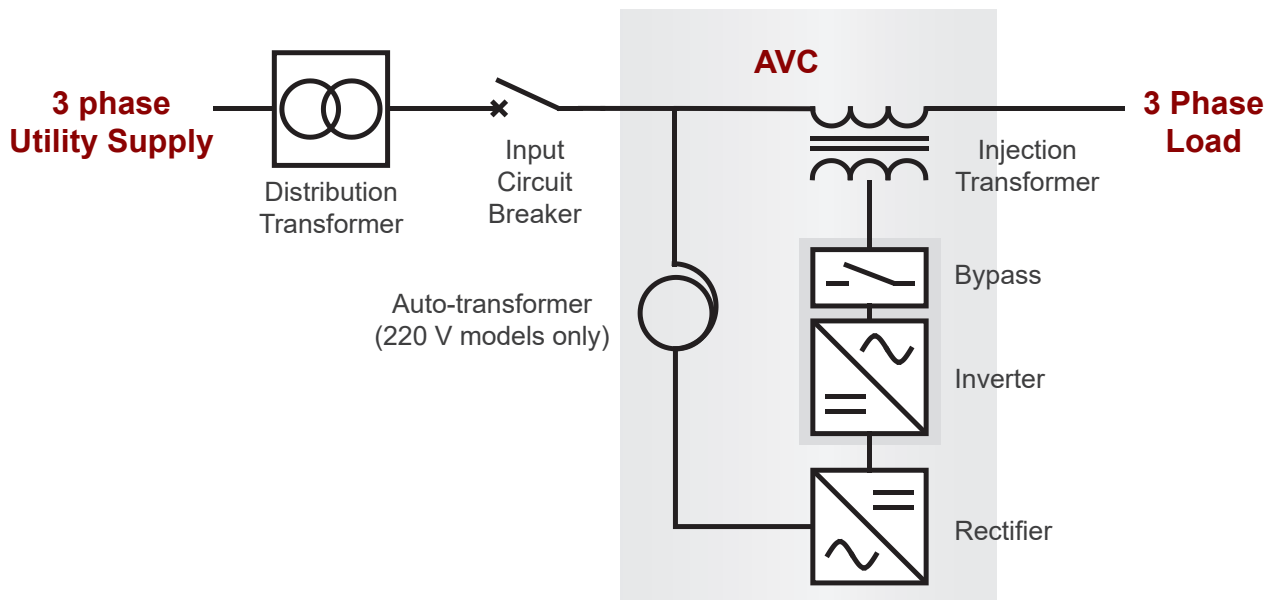 AVC
3 phase
Utility Supply
3 Phase
Load
Distribution
Transformer
Input
Circuit
Breaker
Injection
Transformer
Bypass
Auto-transformer
(220 V models only)
Inverter
Rectifier